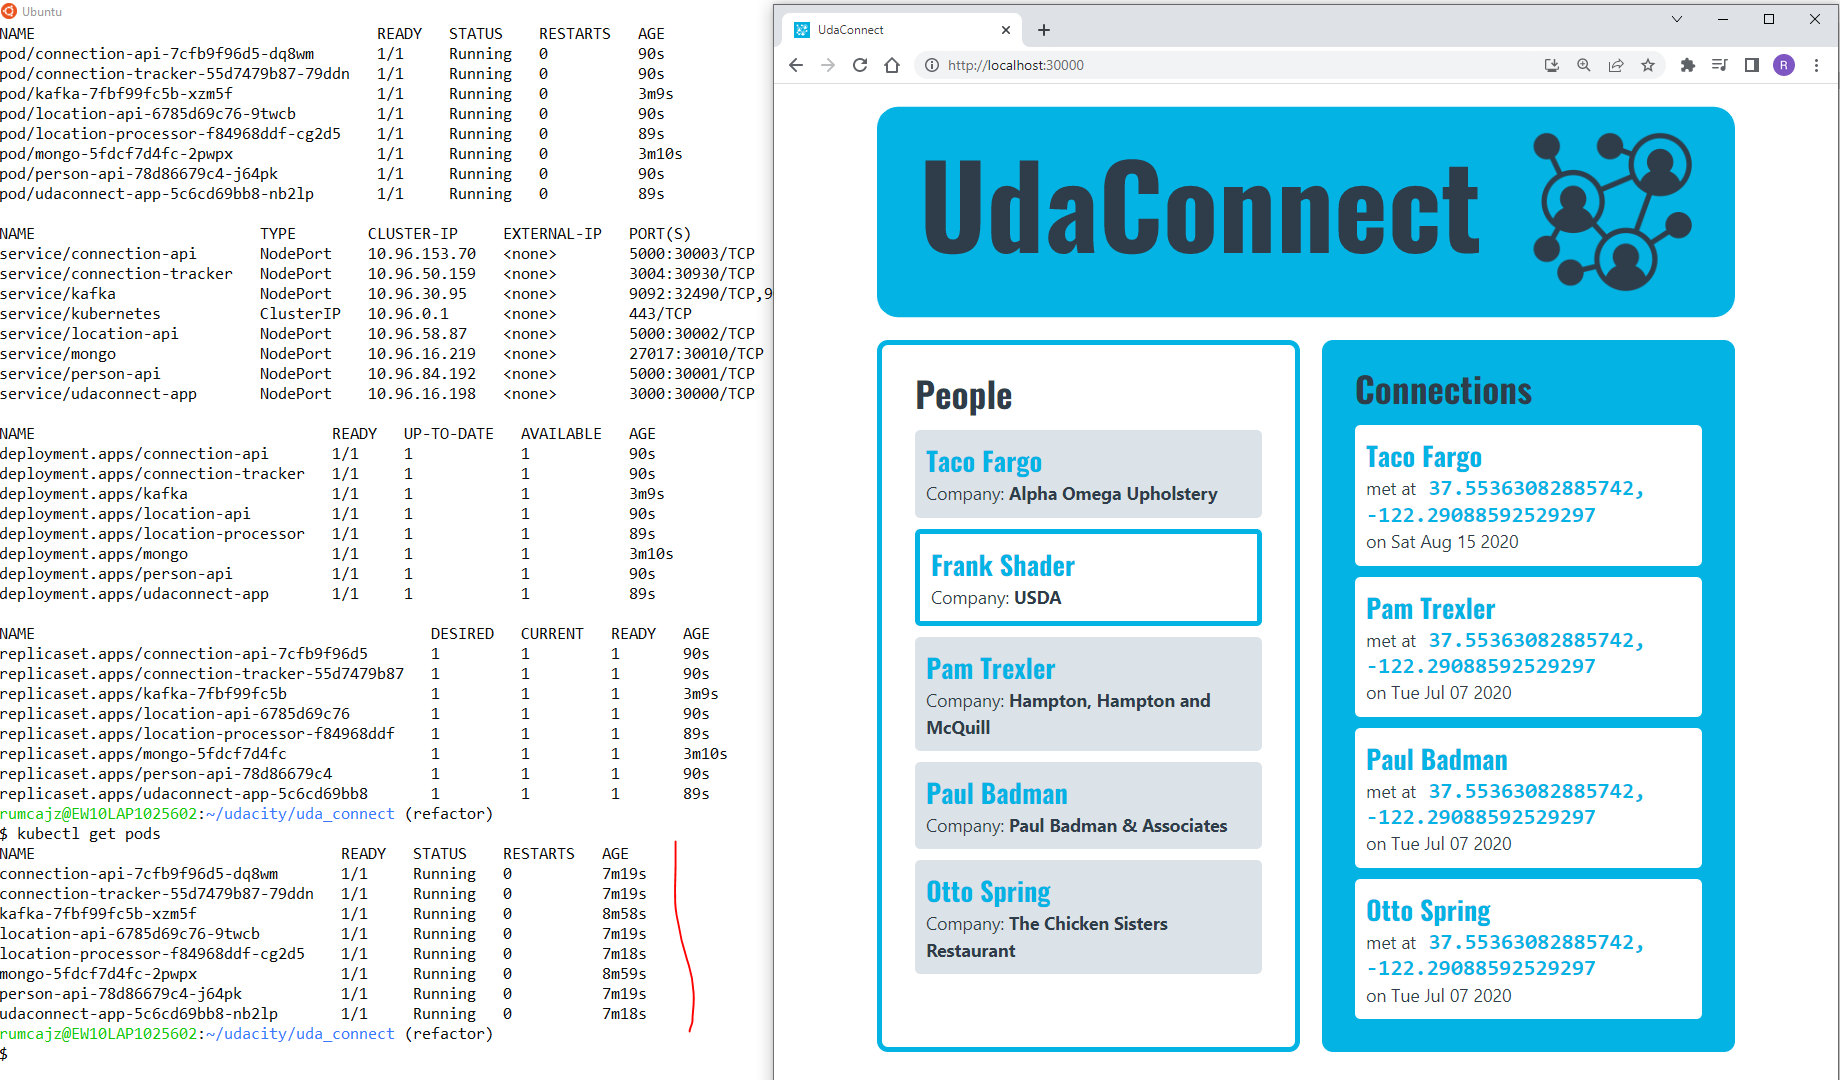 Ubuntu
NAME READY STATUS RESTARTS AGE
pod/connection-api-7cfb9f96d5-dq8wm 1/1 Running 0 90s
pod/connection-tracker-55d7479b87-79ddn 1/1 Running 0 90s
pod/kafka-7fbf99fc5b-xzm5f 1/1 Running 0 3m9s
pod/location-api-6785d69c76-9twcb 1/1 Running 0 90s
pod/location-processor-f84968ddf-cg2d5 1/1 Running 0 89s
pod/mongo-5fdcf7d4fc-2pwpx 1/1 Running 0 3m10s
pod/person-api-78d86679c4-j64pk 1/1 Running 0 90s
pod/udaconnect-app-5c6cd69bb8-nb2lp 1/1 Running 0 89s
NAME TYPE CLUSTER-IP EXTERNAL-IP PORT(S)
service/connection-api NodePort 10.96.153.70 <none> 5000:30003/TCP
service/connection-tracker NodePort 10.96.50.159 <none> 3004:30930/TCP
service/kafka NodePort 10.96.30.95 <none> 9092:32490/TCP,9
service/kubernetes ClusterIP 10.96.0.1 <none> 443/TCP
service/location-api NodePort 10.96.58.87 <none> 5000:30002/TCP
service/mongo NodePort 10.96.16.219 <none> 27017:30010/TCP
service/person-api NodePort 10.96.84.192 <none> 5000:30001/TCP
service/udaconnect-app NodePort 10.96.16.198 <none> 3000:30000/TCP
NAME READY UP-TO-DATE AVAILABLE AGE
deployment.apps/connection-api 1/1 1 1 90s
deployment.apps/connection-tracker 1/1 1 1 90s
deployment.apps/kafka 1/1 1 1 3m9s
deployment.apps/location-api 1/1 1 1 90s
deployment.apps/location-processor 1/1 1 1 89s
deployment.apps/mongo 1/1 1 1 3m10s
deployment.apps/person-api 1/1 1 1 90s
deployment.apps/udaconnect-app 1/1 1 1 89s
NAME DESIRED CURRENT READY AGE
replicaset.apps/connection-api-7cfb9f96d5 1 1 1 90s
replicaset.apps/connection-tracker-55d7479b87 1 1 1 90s
replicaset.apps/kafka-7fbf99fc5b 1 1 1 3m9s
replicaset.apps/location-api-6785d69c76 1 1 1 90s
replicaset.apps/location-processor-f84968ddf 1 1 1 89s
replicaset.apps/mongo-5fdcf7d4fc 1 1 1 3m10s
replicaset.apps/person-api-78d86679c4 1 1 1 90s
replicaset.apps/udaconnect-app-5c6cd69bb8 1 1 1 89s
rumcajz@EW10LAP1025602:~/udacity/uda_connect (refactor)
$ kubectl get pods
NAME READY STATUS RESTARTS AGE
connection-api-7cfb9f96d5-dq8wm 1/1 Running 0 7m19s
connection-tracker-55d7479b87-79ddn 1/1 Running 0 7m19s
kafka-7fbf99fc5b-xzm5f 1/1 Running 0 8m58s
location-api-6785d69c76-9twcb 1/1 Running 0 7m19s
location-processor-f84968ddf-cg2d5 1/1 Running 0 7m18s
mongo-5fdcf7d4fc-2pwpx 1/1 Running 0 8m59s
person-api-78d86679c4-j64pk 1/1 Running 0 7m19s
udaconnect-app-5c6cd69bb8-nb2lp 1/1 Running 0 7m18s
rumcajz@EW10LAP1025602:~/udacity/uda_connect (refactor)
$
UdaConnect
http://localhost:30000
R
UdaConnect
People
Taco Fargo
Company: Alpha Omega Upholstery
Frank Shader
Company: USDA
Pam Trexler
Company: Hampton, Hampton and
McQuill
Paul Badman
Company: Paul Badman & Associates
Otto Spring
Company: The Chicken Sisters
Restaurant
Connections
Taco Fargo
met at 37.55363082885742,
-122.29088592529297
on Sat Aug 15 2020
Pam Trexler
met at 37.55363082885742,
-122.29088592529297
on Tue Jul 07 2020
Paul Badman
met at 37.55363082885742,
-122.29088592529297
on Tue Jul 07 2020
Otto Spring
met at 37.55363082885742,
-122.29088592529297
on Tue Jul 07 2020